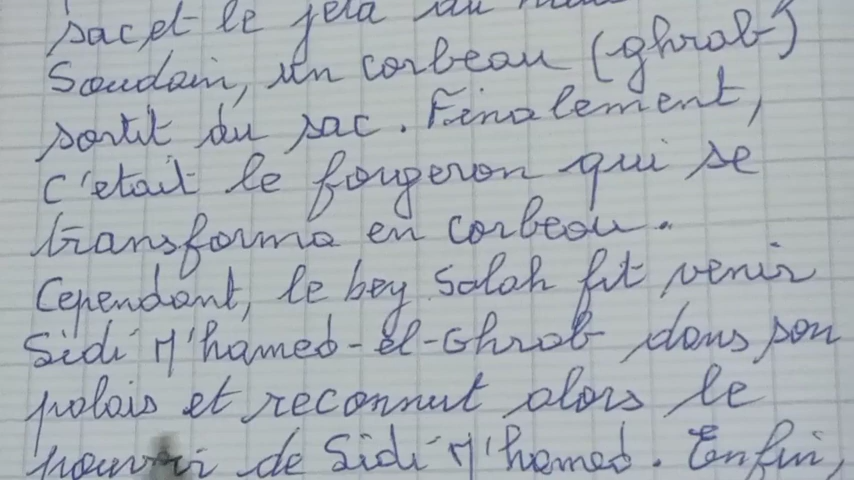 sac et le jeta au
Soudain, un corbeau (ghrab)
sortit du sac. Finalement,
c'etait le forgeron qui se
transforma en corbeau.
Cependant, le bey Salah fit venir
Sidi M'hamed-el-Ghrab dans son
palais et reconnut alors le
pouvoir de Sidi M'hamed. Enfin,